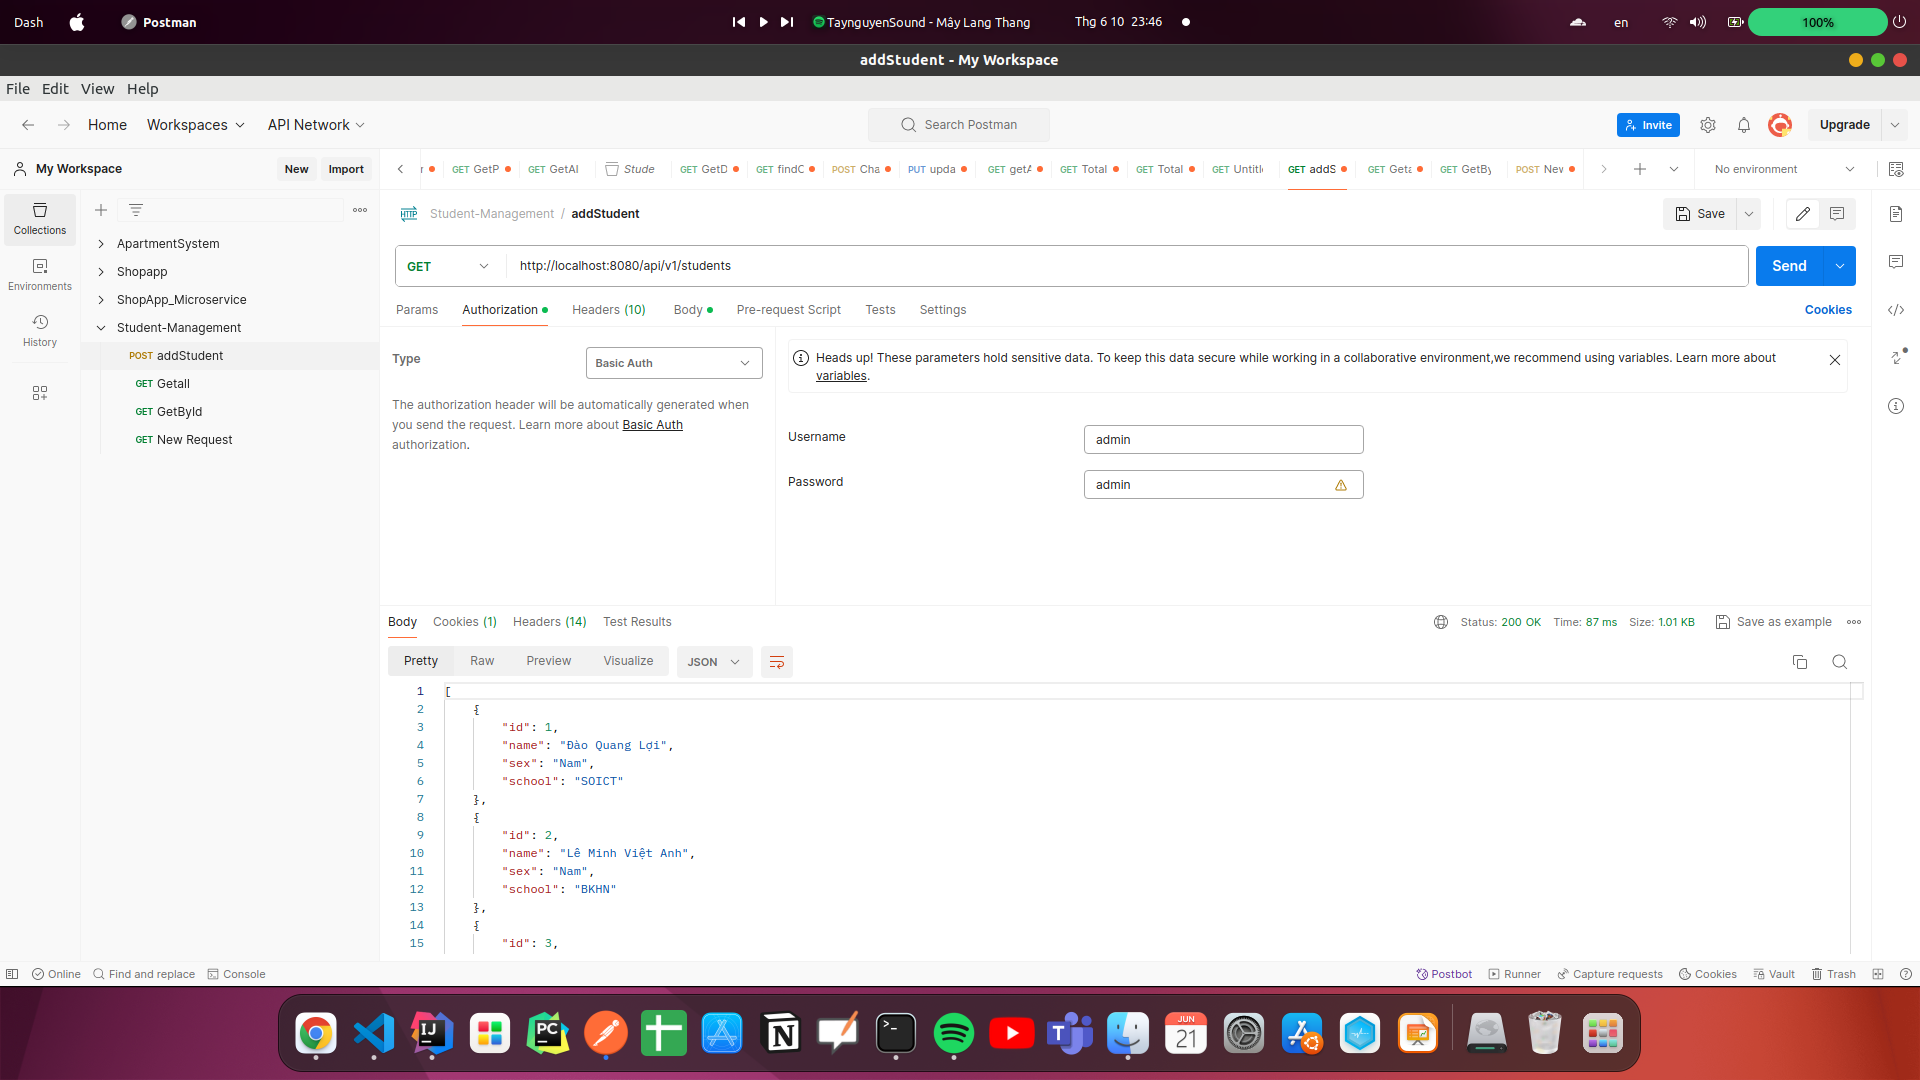 Dash Postman TaynguyenSound - Mây Lang Thang Thg 6 10 23:46 en 100%
addStudent - My Workspace
File Edit View Help
Home Workspaces API Network Search Postman Invite Upgrade
My Workspace New Import GET GetP GET GetAl Stude GET GetD GET findC POST Cha PUT upda GET getA GET Total GET Total GET Untitle GET addS GET Geta GET GetBy POST New No environment
Student-Management / addStudent Save
Collections
ApartmentSystem
GET http://localhost:8080/api/v1/students Send
Shopapp
Environments
ShopApp_Microservice
Params Authorization Headers (10) Body Pre-request Script Tests Settings Cookies
Student-Management
History
POST addStudent
GET Getall
GET GetById
GET New Request
Type Basic Auth
Heads up! These parameters hold sensitive data. To keep this data secure while working in a collaborative environment,we recommend using variables. Learn more about
variables.
The authorization header will be automatically generated when
you send the request. Learn more about Basic Auth
authorization.
Username admin
Password admin
Body Cookies (1) Headers (14) Test Results Status: 200 OK Time: 87 ms Size: 1.01 KB Save as example
Pretty Raw Preview Visualize JSON
1 [
2 {
3 "id": 1,
4 "name": "Đào Quang Lợi",
5 "sex": "Nam",
6 "school": "SOICT"
7 },
8 {
9 "id": 2,
10 "name": "Lê Minh Việt Anh",
11 "sex": "Nam",
12 "school": "BKHN"
13 },
14 {
15 "id": 3,
Online Find and replace Console Postbot Runner Capture requests Cookies Vault Trash
IJ PC N T JUN
21